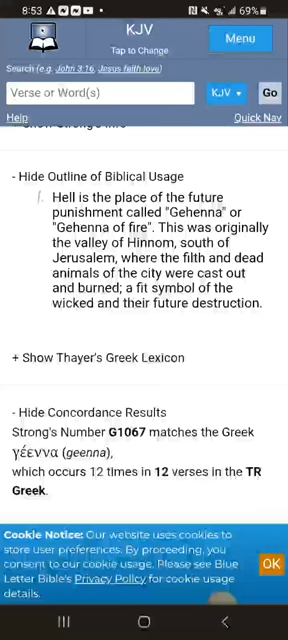 8:53
69%
KJV
Tap to Change
Menu
Search (e.g. John 3:16, Jesus faith love)
Verse or Word(s)
KJV
Go
Help
Quick Nav
- Hide Outline of Biblical Usage
1. Hell is the place of the future
punishment called "Gehenna" or
"Gehenna of fire". This was originally
the valley of Hinnom, south of
Jerusalem, where the filth and dead
animals of the city were cast out
and burned; a fit symbol of the
wicked and their future destruction.
+ Show Thayer's Greek Lexicon
- Hide Concordance Results
Strong's Number G1067 matches the Greek
γέεννα (geenna),
which occurs 12 times in 12 verses in the TR
Greek.
Cookie Notice: Our website uses cookies to
store user preferences. By proceeding, you
consent to our cookie usage. Please see Blue
Letter Bible's Privacy Policy for cookie usage
details.
OK